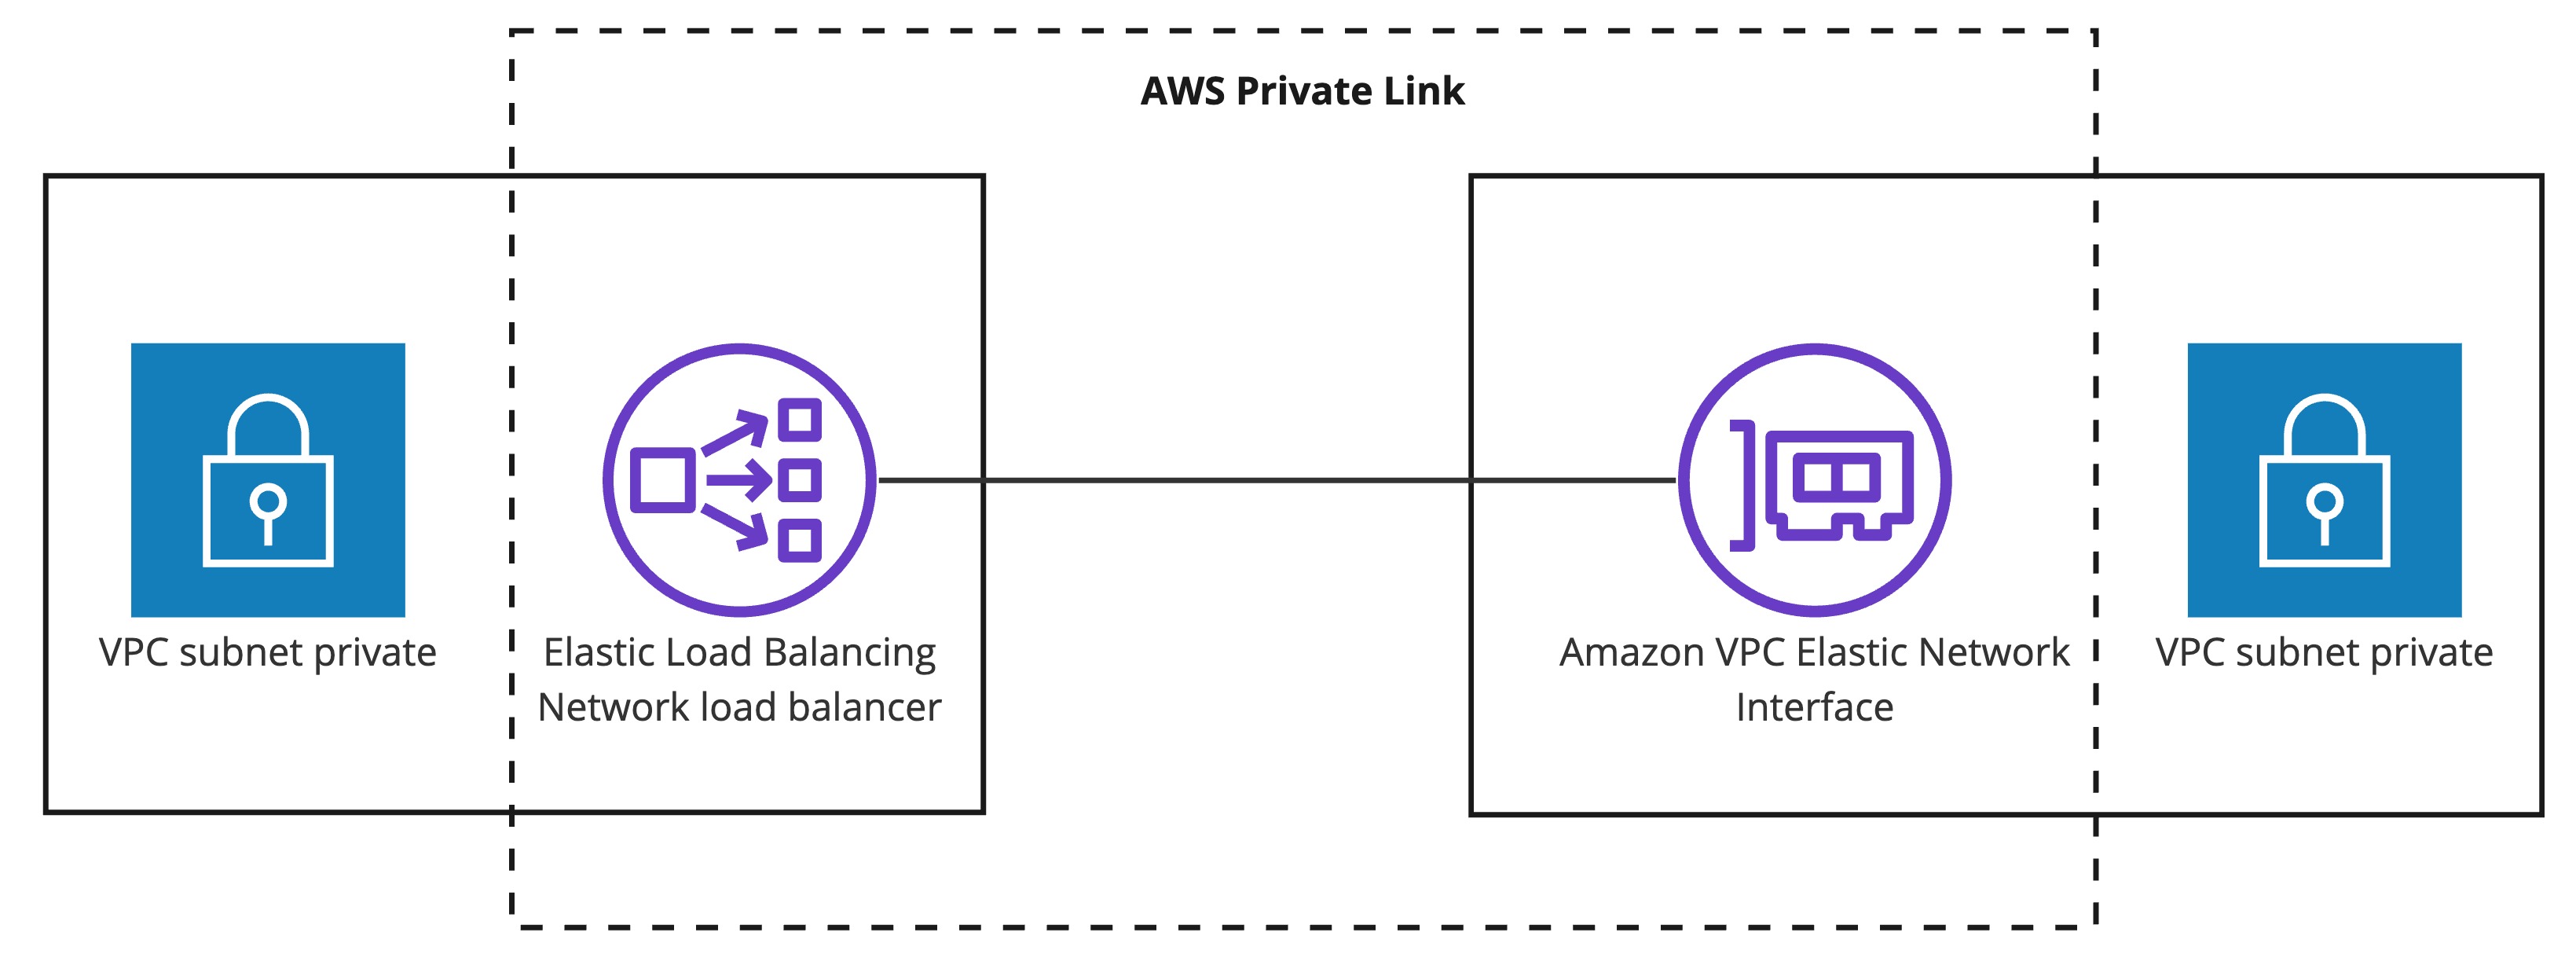 AWS Private Link
VPC subnet private
Elastic Load Balancing
Network load balancer
Amazon VPC Elastic Network
Interface
VPC subnet private